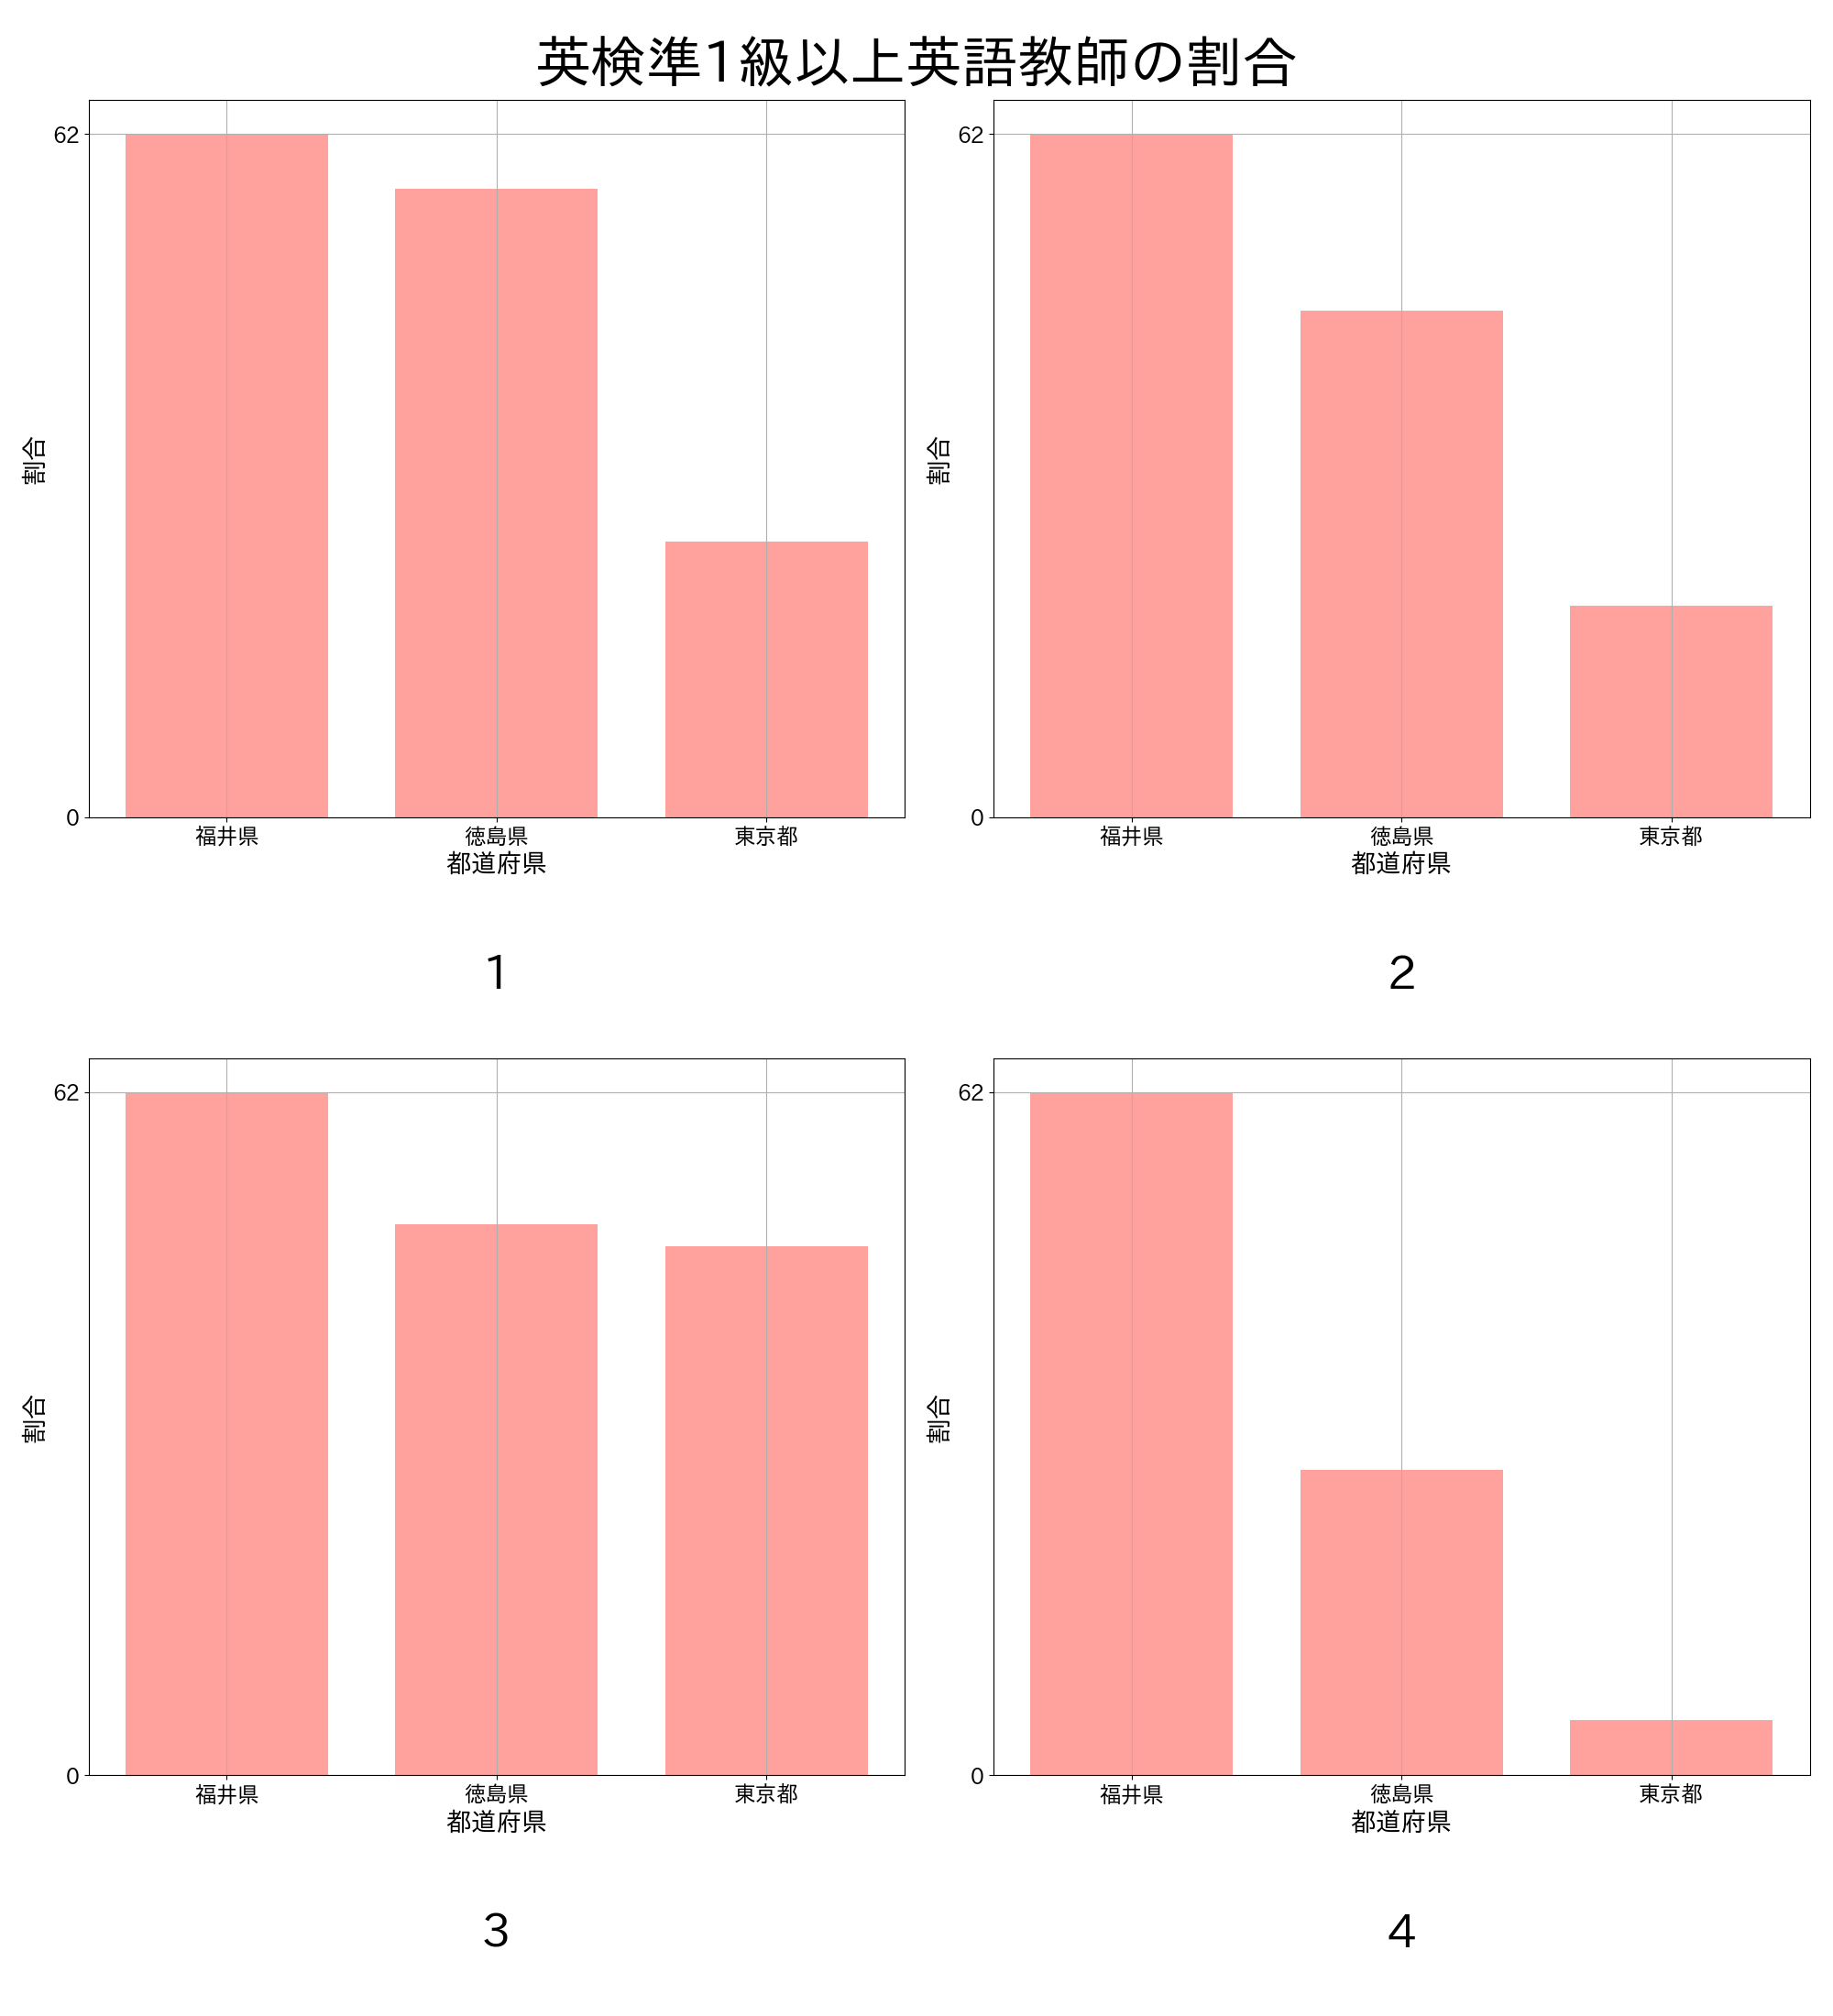 英検準1級以上英語教師の割合
62
割合
0
福井県 徳島県 東京都
都道府県
1
62
割合
0
福井県 徳島県 東京都
都道府県
2
62
割合
0
福井県 徳島県 東京都
都道府県
3
62
割合
0
福井県 徳島県 東京都
都道府県
4